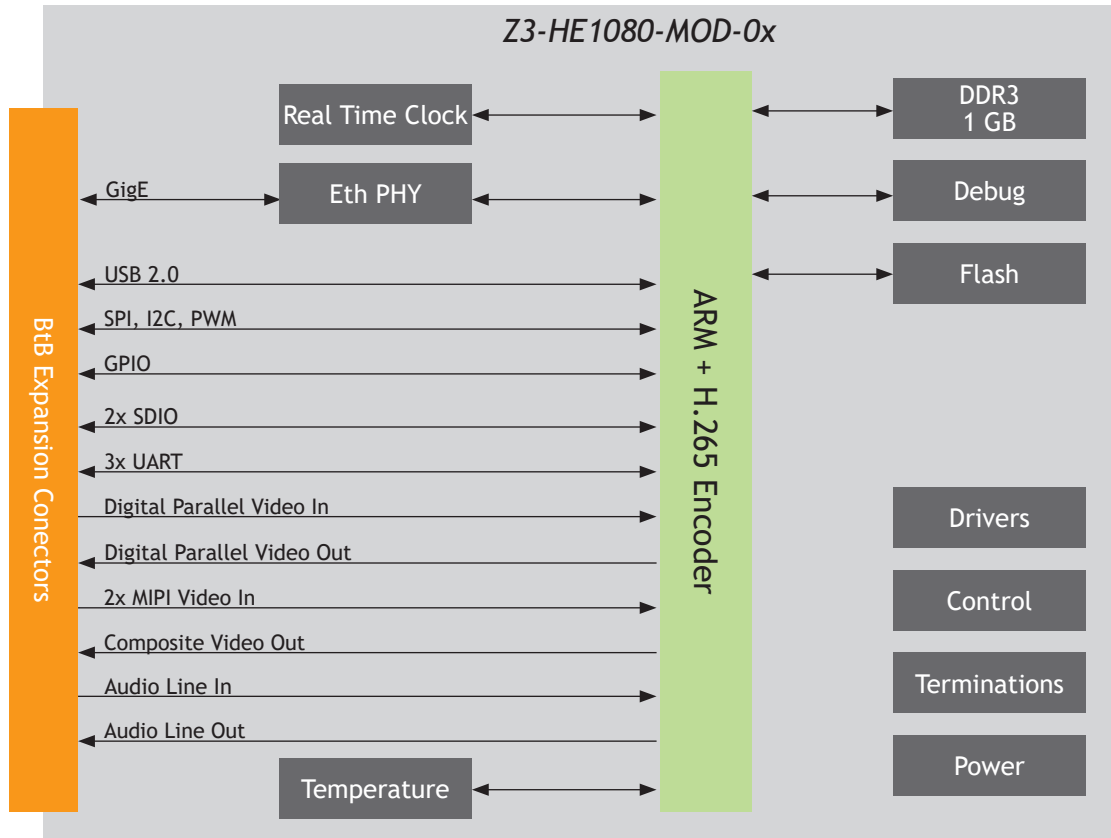 Z3-HE1080-MOD-0x
Real Time Clock
DDR3
1 GB
GigE
Eth PHY
Debug
USB 2.0
Flash
SPI, I2C, PWM
GPIO
2x SDIO
3x UART
BtB Expansion Conectors
ARM + H.265 Encoder
Digital Parallel Video In
Drivers
Digital Parallel Video Out
2x MIPI Video In
Control
Composite Video Out
Audio Line In
Terminations
Audio Line Out
Power
Temperature